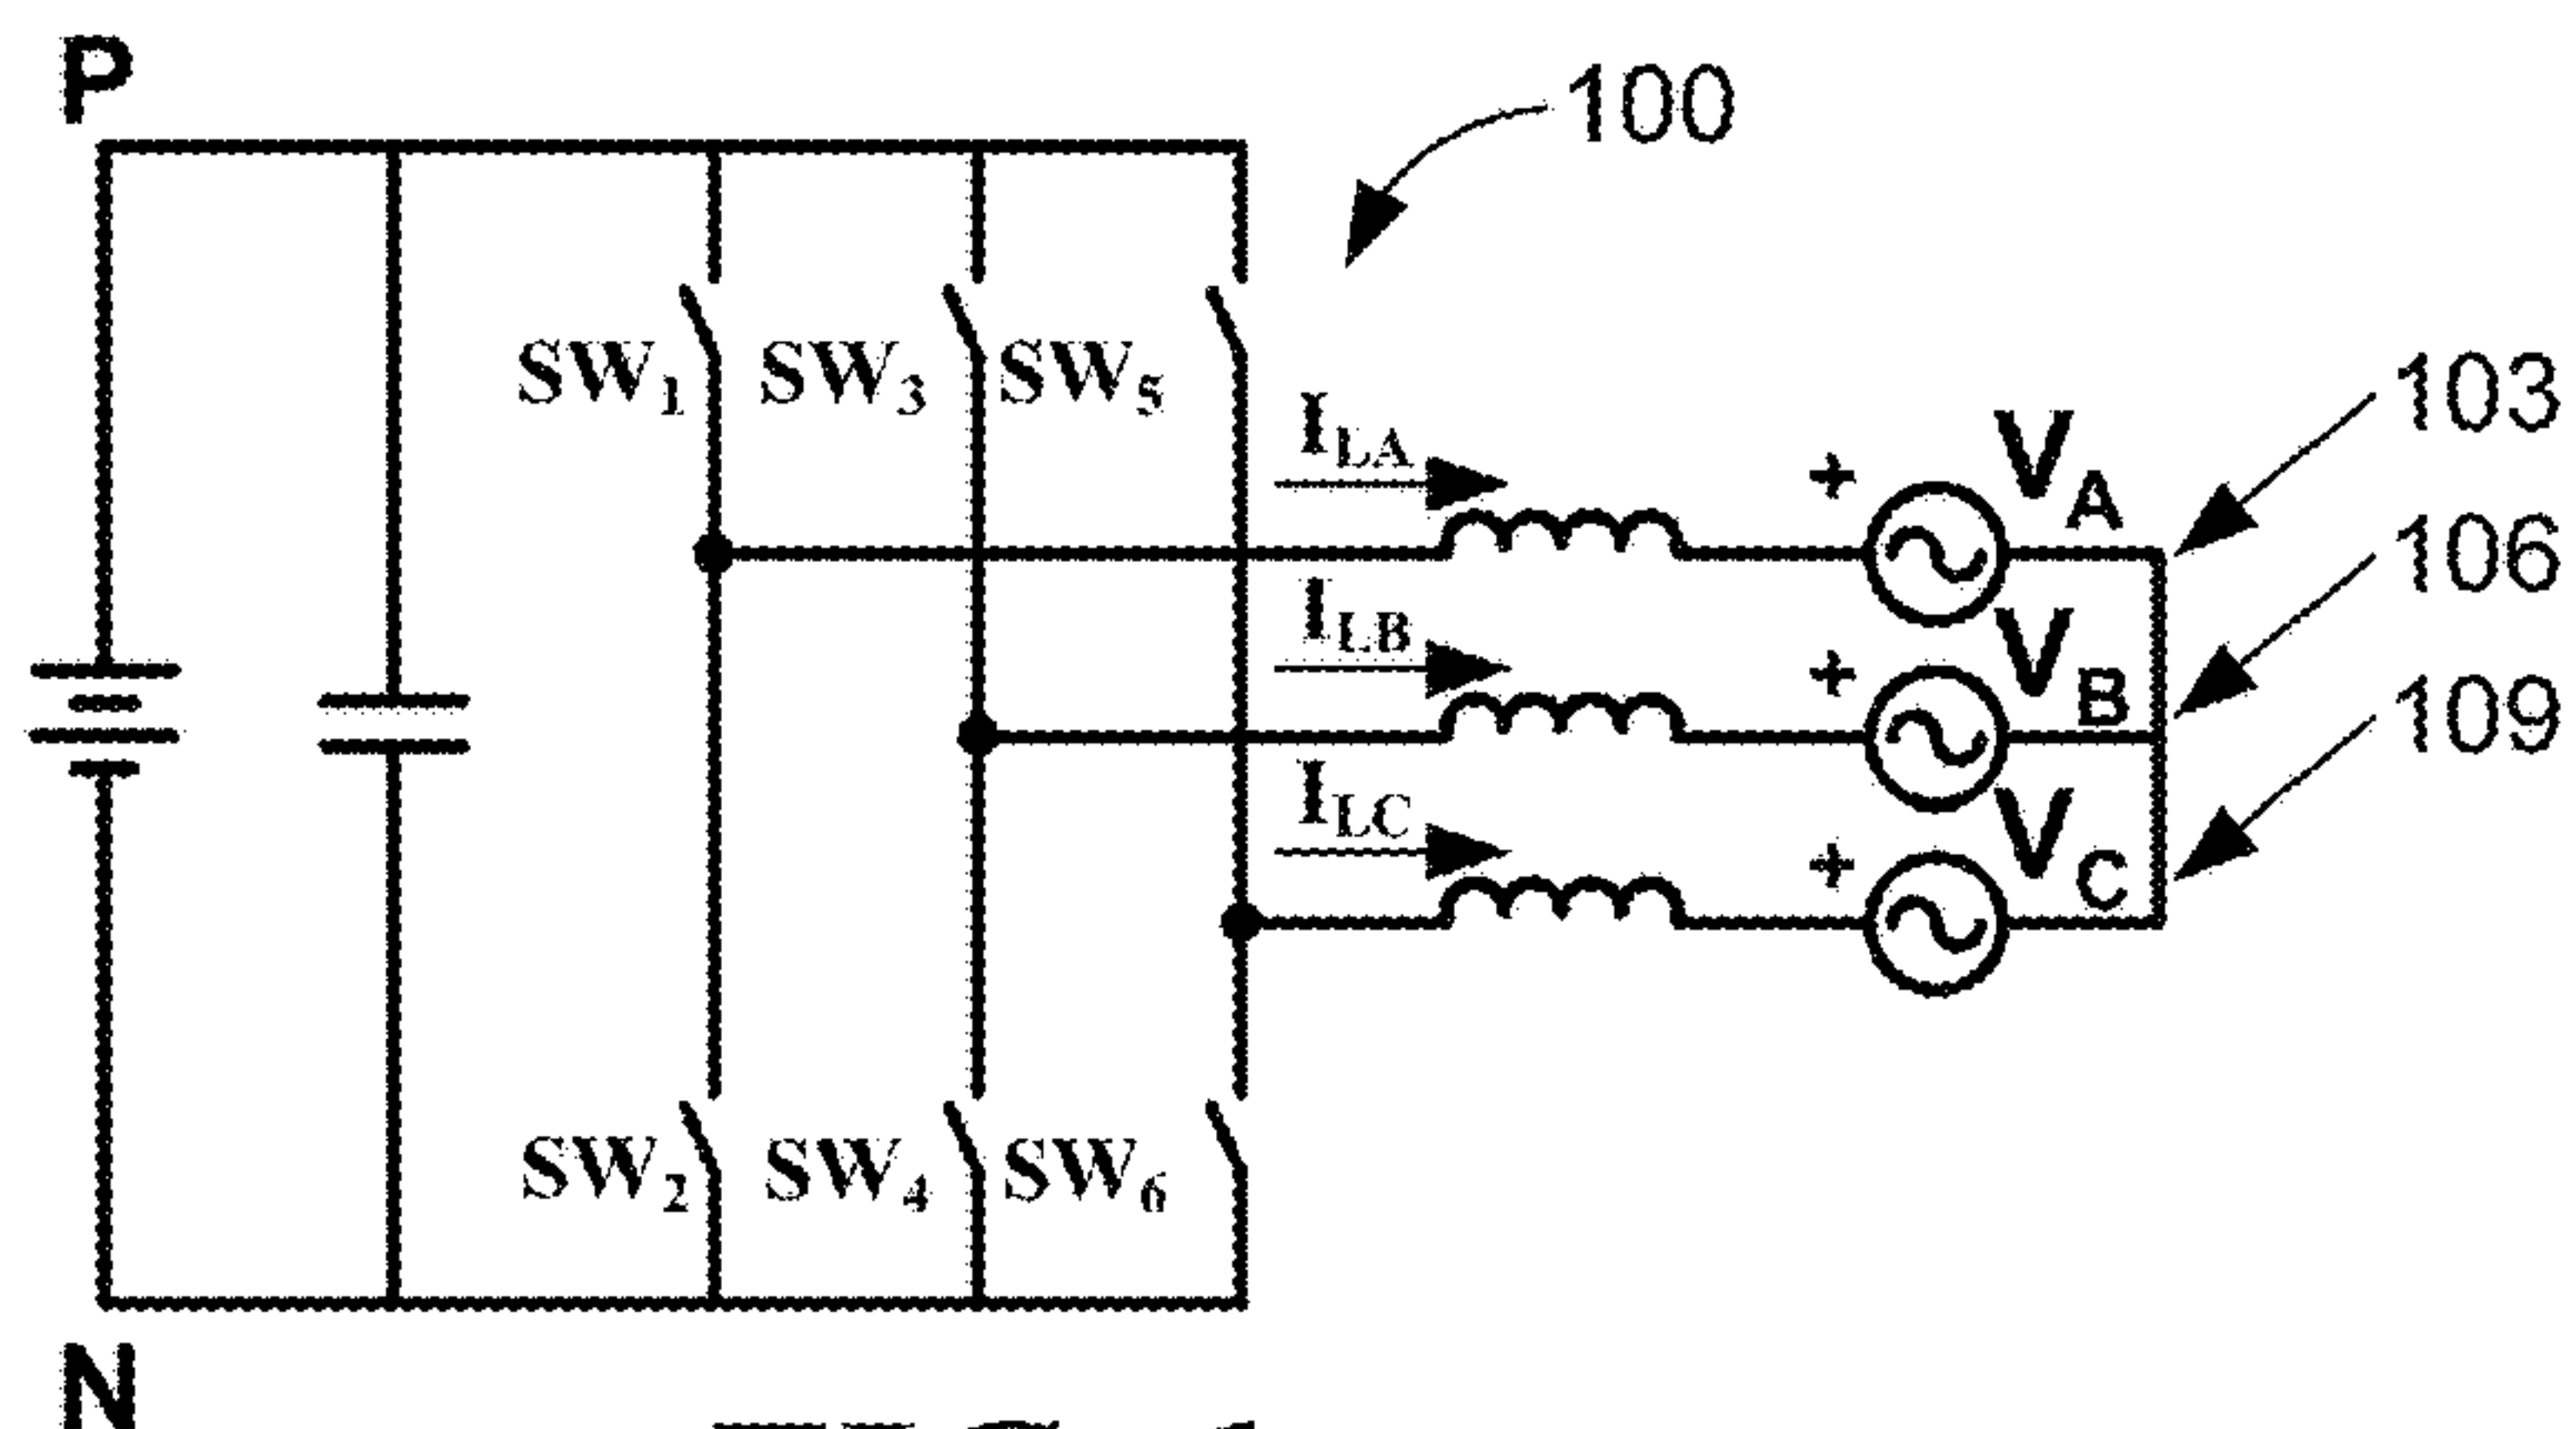 P
100
SW1 SW3 SW5
ILA
+ VA
103
ILB
+ VB
106
ILC
+ VC
109
SW2 SW4 SW6
N